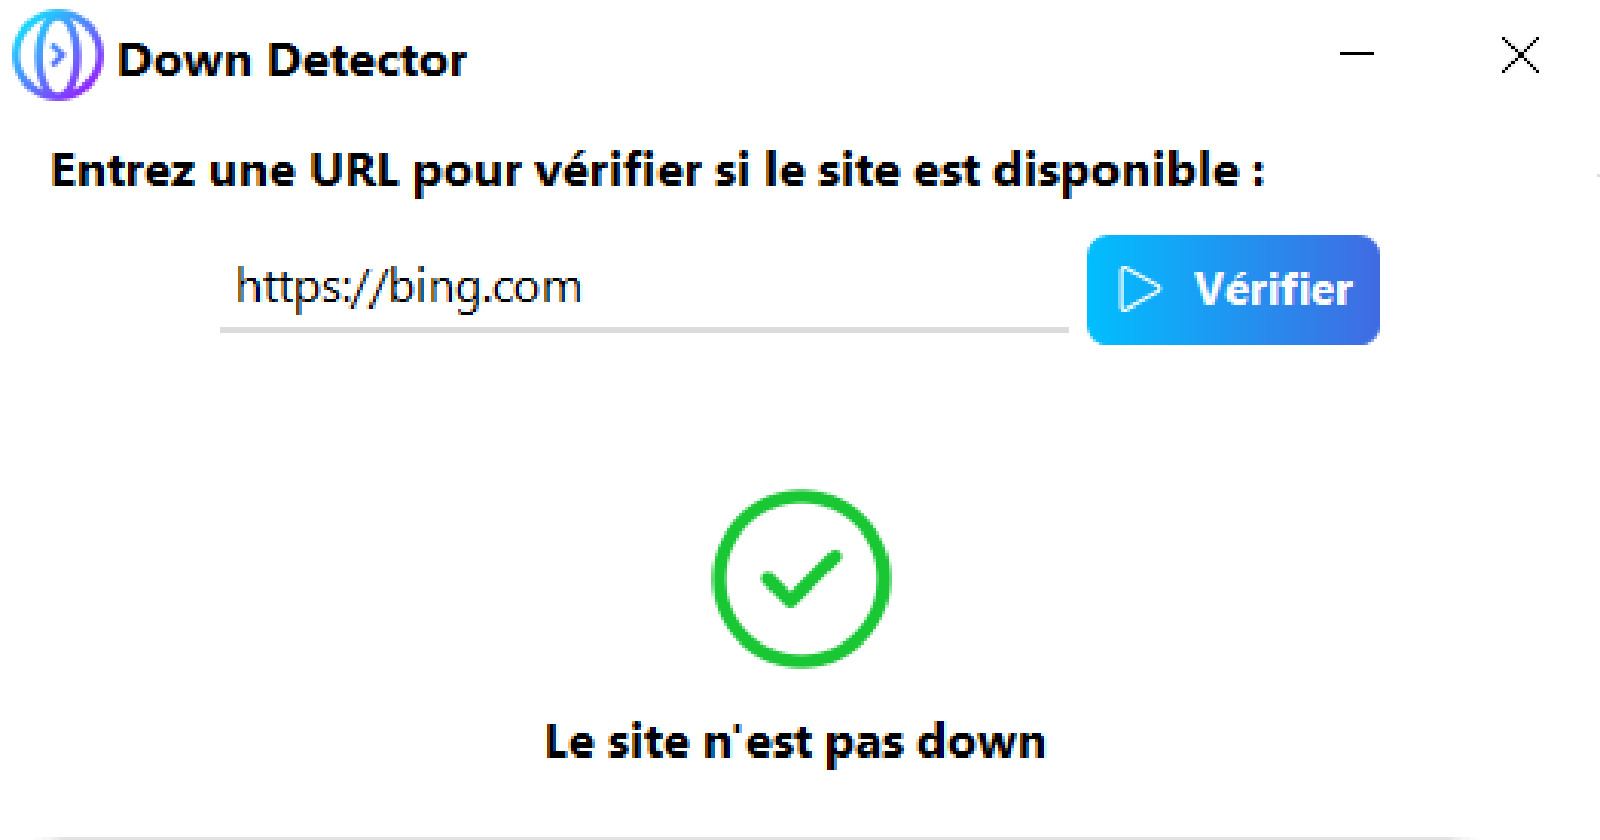 Down Detector
Entrez une URL pour vérifier si le site est disponible :
https://bing.com
Vérifier
Le site n'est pas down